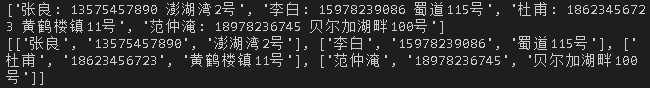 ['张良: 13575457890 澎湖湾2号', '李白: 15978239086 蜀道115号', '杜甫: 1862345672
3 黄鹤楼镇11号', '范仲淹: 18978236745 贝尔加湖畔100号']
[['张良', '13575457890', '澎湖湾2号'], ['李白', '15978239086', '蜀道115号'], ['
杜甫', '18623456723', '黄鹤楼镇11号'], ['范仲淹', '18978236745', '贝尔加湖畔100
号']]